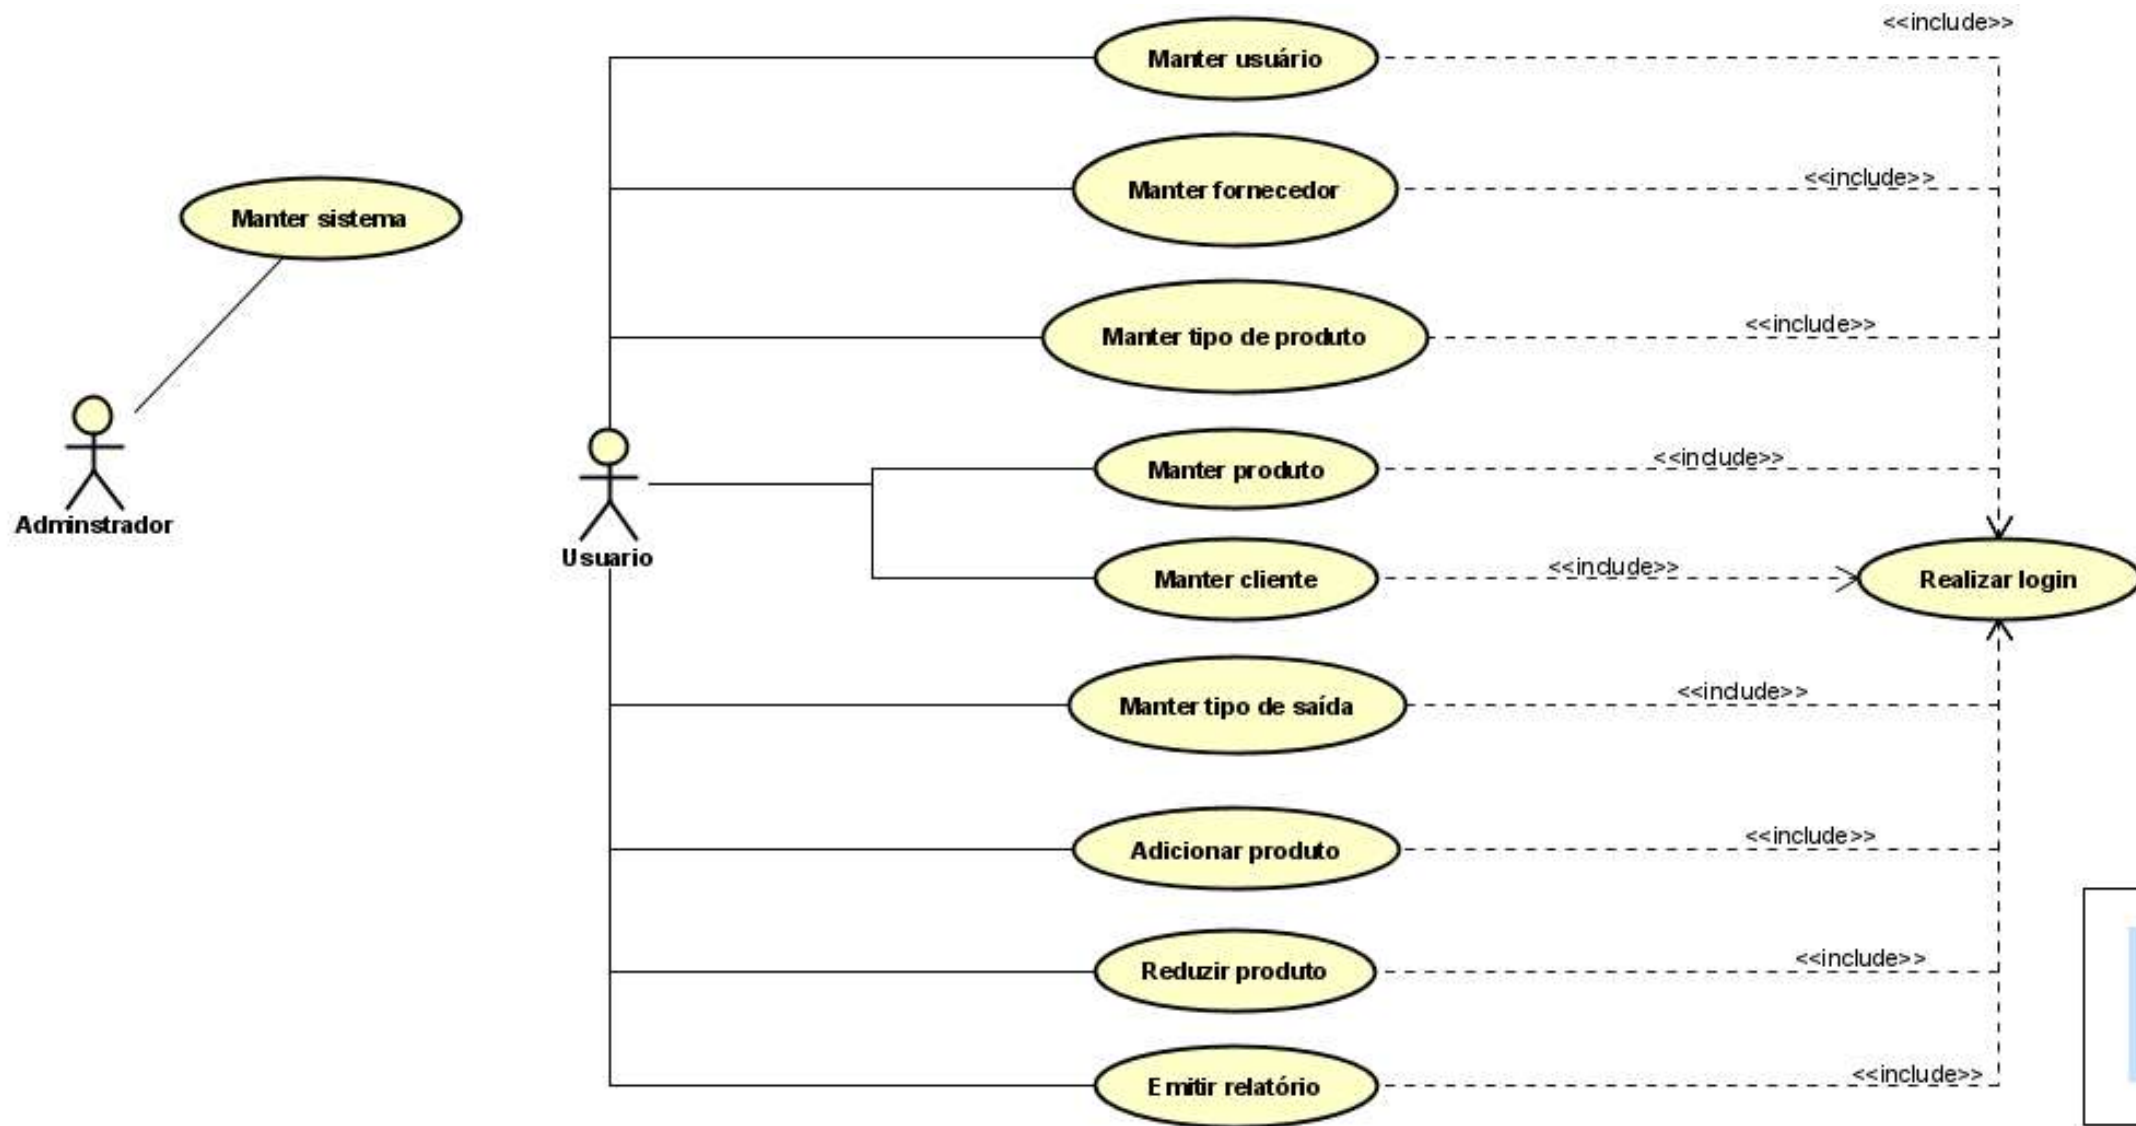 <<include>>
Manter usuário
Manter fornecedor
<<include>>
Manter sistema
Manter tipo de produto
<<include>>
Manter produto
<<include>>
Adminstrador
Usuario
Manter cliente
<<include>>
Realizar login
Manter tipo de saída
<<include>>
Adicionar produto
<<include>>
Reduzir produto
<<include>>
Emitir relatório
<<include>>